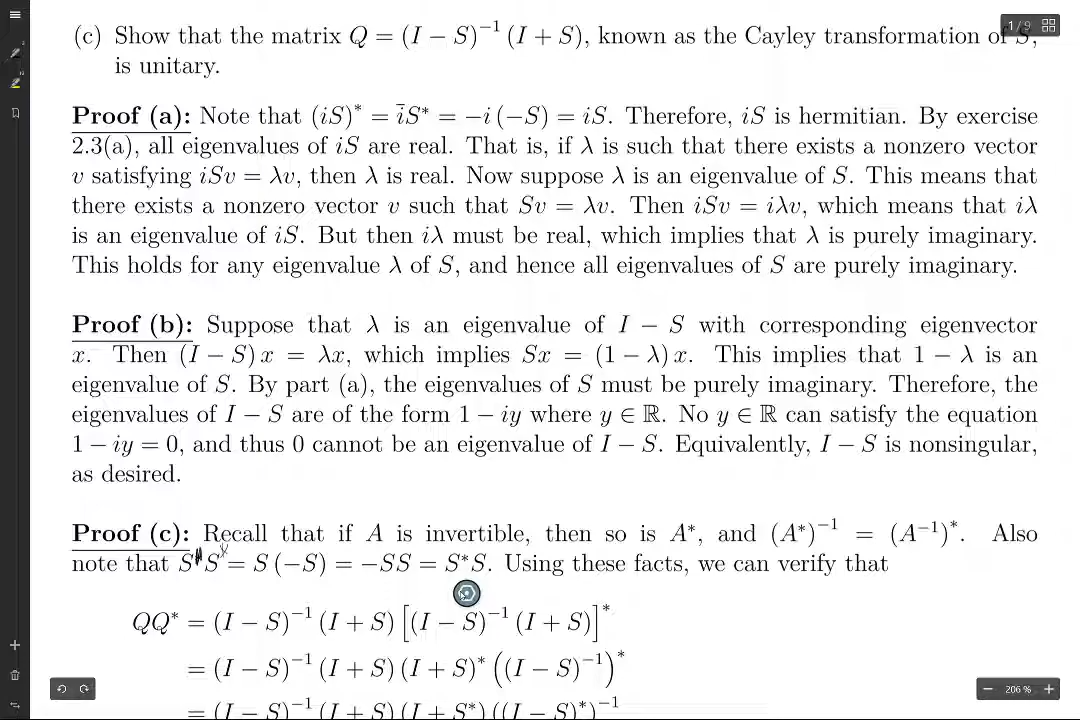 (c) Show that the matrix Q = (I − S)⁻¹ (I + S), known as the Cayley transformation of S,
is unitary.
1 / 9
Proof (a): Note that (iS)* = i̅S* = −i (−S) = iS. Therefore, iS is hermitian. By exercise
2.3(a), all eigenvalues of iS are real. That is, if λ is such that there exists a nonzero vector
v satisfying iSv = λv, then λ is real. Now suppose λ is an eigenvalue of S. This means that
there exists a nonzero vector v such that Sv = λv. Then iSv = iλv, which means that iλ
is an eigenvalue of iS. But then iλ must be real, which implies that λ is purely imaginary.
This holds for any eigenvalue λ of S, and hence all eigenvalues of S are purely imaginary.
Proof (b): Suppose that λ is an eigenvalue of I − S with corresponding eigenvector
x. Then (I − S) x = λx, which implies Sx = (1 − λ) x. This implies that 1 − λ is an
eigenvalue of S. By part (a), the eigenvalues of S must be purely imaginary. Therefore, the
eigenvalues of I − S are of the form 1 − iy where y ∈ ℝ. No y ∈ ℝ can satisfy the equation
1 − iy = 0, and thus 0 cannot be an eigenvalue of I − S. Equivalently, I − S is nonsingular,
as desired.
Proof (c): Recall that if A is invertible, then so is A*, and (A*)⁻¹ = (A⁻¹)*. Also
note that SS* = S (−S) = −SS = S*S. Using these facts, we can verify that
QQ* = (I − S)⁻¹ (I + S) [(I − S)⁻¹ (I + S)]*
= (I − S)⁻¹ (I + S) (I + S)* ((I − S)⁻¹)*
= (I − S)⁻¹ (I + S) (I + S*) ((I − S)*)⁻¹
206 %